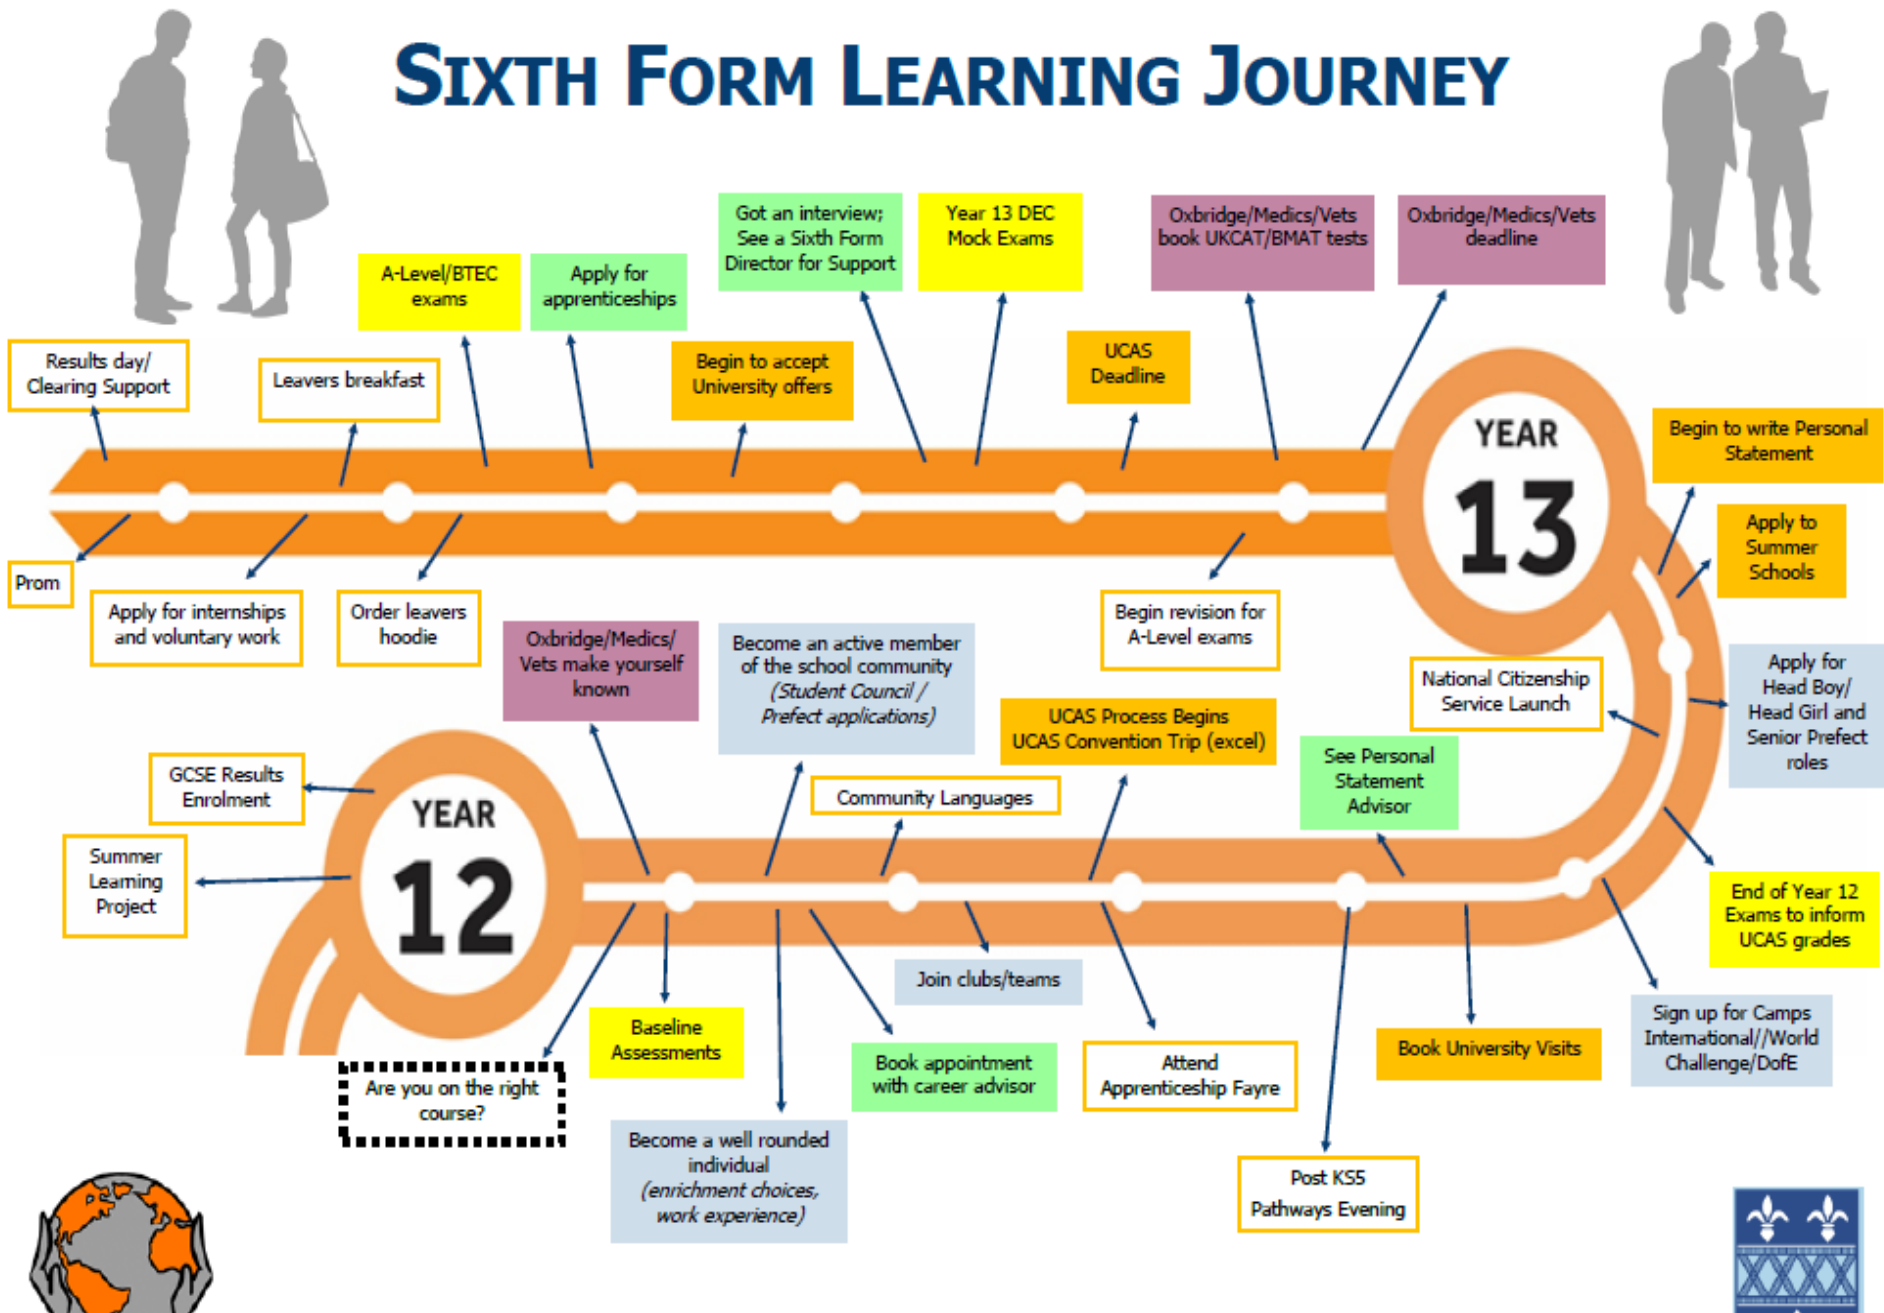 SIXTH FORM LEARNING JOURNEY
Got an interview;
See a Sixth Form
Director for Support
Year 13 DEC
Mock Exams
Oxbridge/Medics/Vets
book UKCAT/BMAT tests
Oxbridge/Medics/Vets
deadline
A-Level/BTEC
exams
Apply for
apprenticeships
Results day/
Clearing Support
Leavers breakfast
Begin to accept
University offers
UCAS
Deadline
YEAR
13
Begin to write Personal
Statement
Apply to
Summer
Schools
Prom
Apply for internships
and voluntary work
Order leavers
hoodie
Begin revision for
A-Level exams
Oxbridge/Medics/
Vets make yourself
known
Become an active member
of the school community
(Student Council /
Prefect applications)
National Citizenship
Service Launch
Apply for
Head Boy/
Head Girl and
Senior Prefect
roles
UCAS Process Begins
UCAS Convention Trip (excel)
See Personal
Statement
Advisor
GCSE Results
Enrolment
Community Languages
YEAR
12
Summer
Learning
Project
End of Year 12
Exams to inform
UCAS grades
Join clubs/teams
Baseline
Assessments
Book appointment
with career advisor
Attend
Apprenticeship Fayre
Book University Visits
Sign up for Camps
International//World
Challenge/DofE
Are you on the right
course?
Become a well rounded
individual
(enrichment choices,
work experience)
Post KS5
Pathways Evening